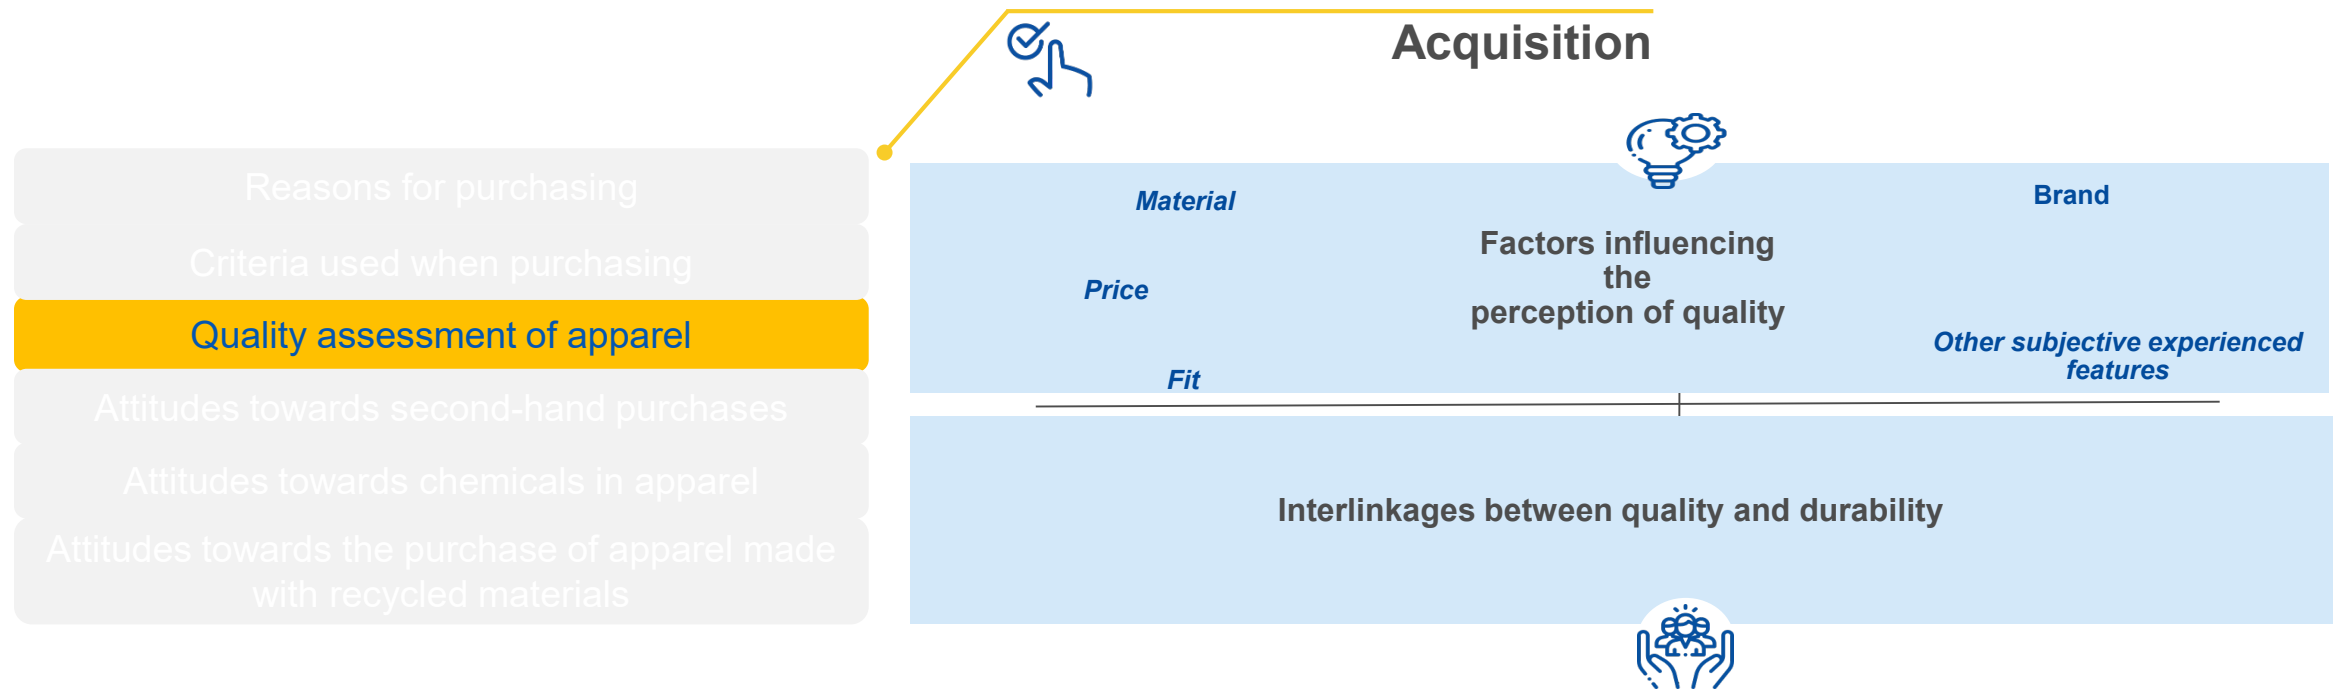 Acquisition
Reasons for purchasing
Criteria used when purchasing
Quality assessment of apparel
Attitudes towards second-hand purchases
Attitudes towards chemicals in apparel
Attitudes towards the purchase of apparel made
with recycled materials
Material
Brand
Factors influencing
the
perception of quality
Price
Other subjective experienced
features
Fit
Interlinkages between quality and durability